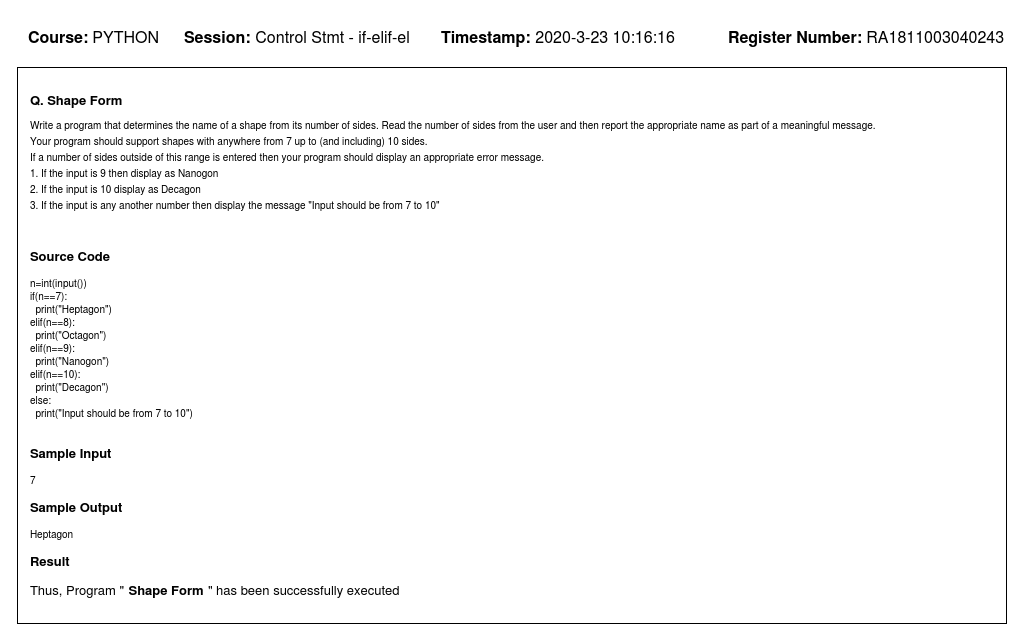 Course: PYTHON Session: Control Stmt - if-elif-el Timestamp: 2020-3-23 10:16:16 Register Number: RA1811003040243
Q. Shape Form
Write a program that determines the name of a shape from its number of sides. Read the number of sides from the user and then report the appropriate name as part of a meaningful message.
Your program should support shapes with anywhere from 7 up to (and including) 10 sides.
If a number of sides outside of this range is entered then your program should display an appropriate error message.
1. If the input is 9 then display as Nanogon
2. If the input is 10 display as Decagon
3. If the input is any another number then display the message "Input should be from 7 to 10"
Source Code
n=int(input())
if(n==7):
  print("Heptagon")
elif(n==8):
  print("Octagon")
elif(n==9):
  print("Nanogon")
elif(n==10):
  print("Decagon")
else:
  print("Input should be from 7 to 10")
Sample Input
7
Sample Output
Heptagon
Result
Thus, Program " Shape Form " has been successfully executed